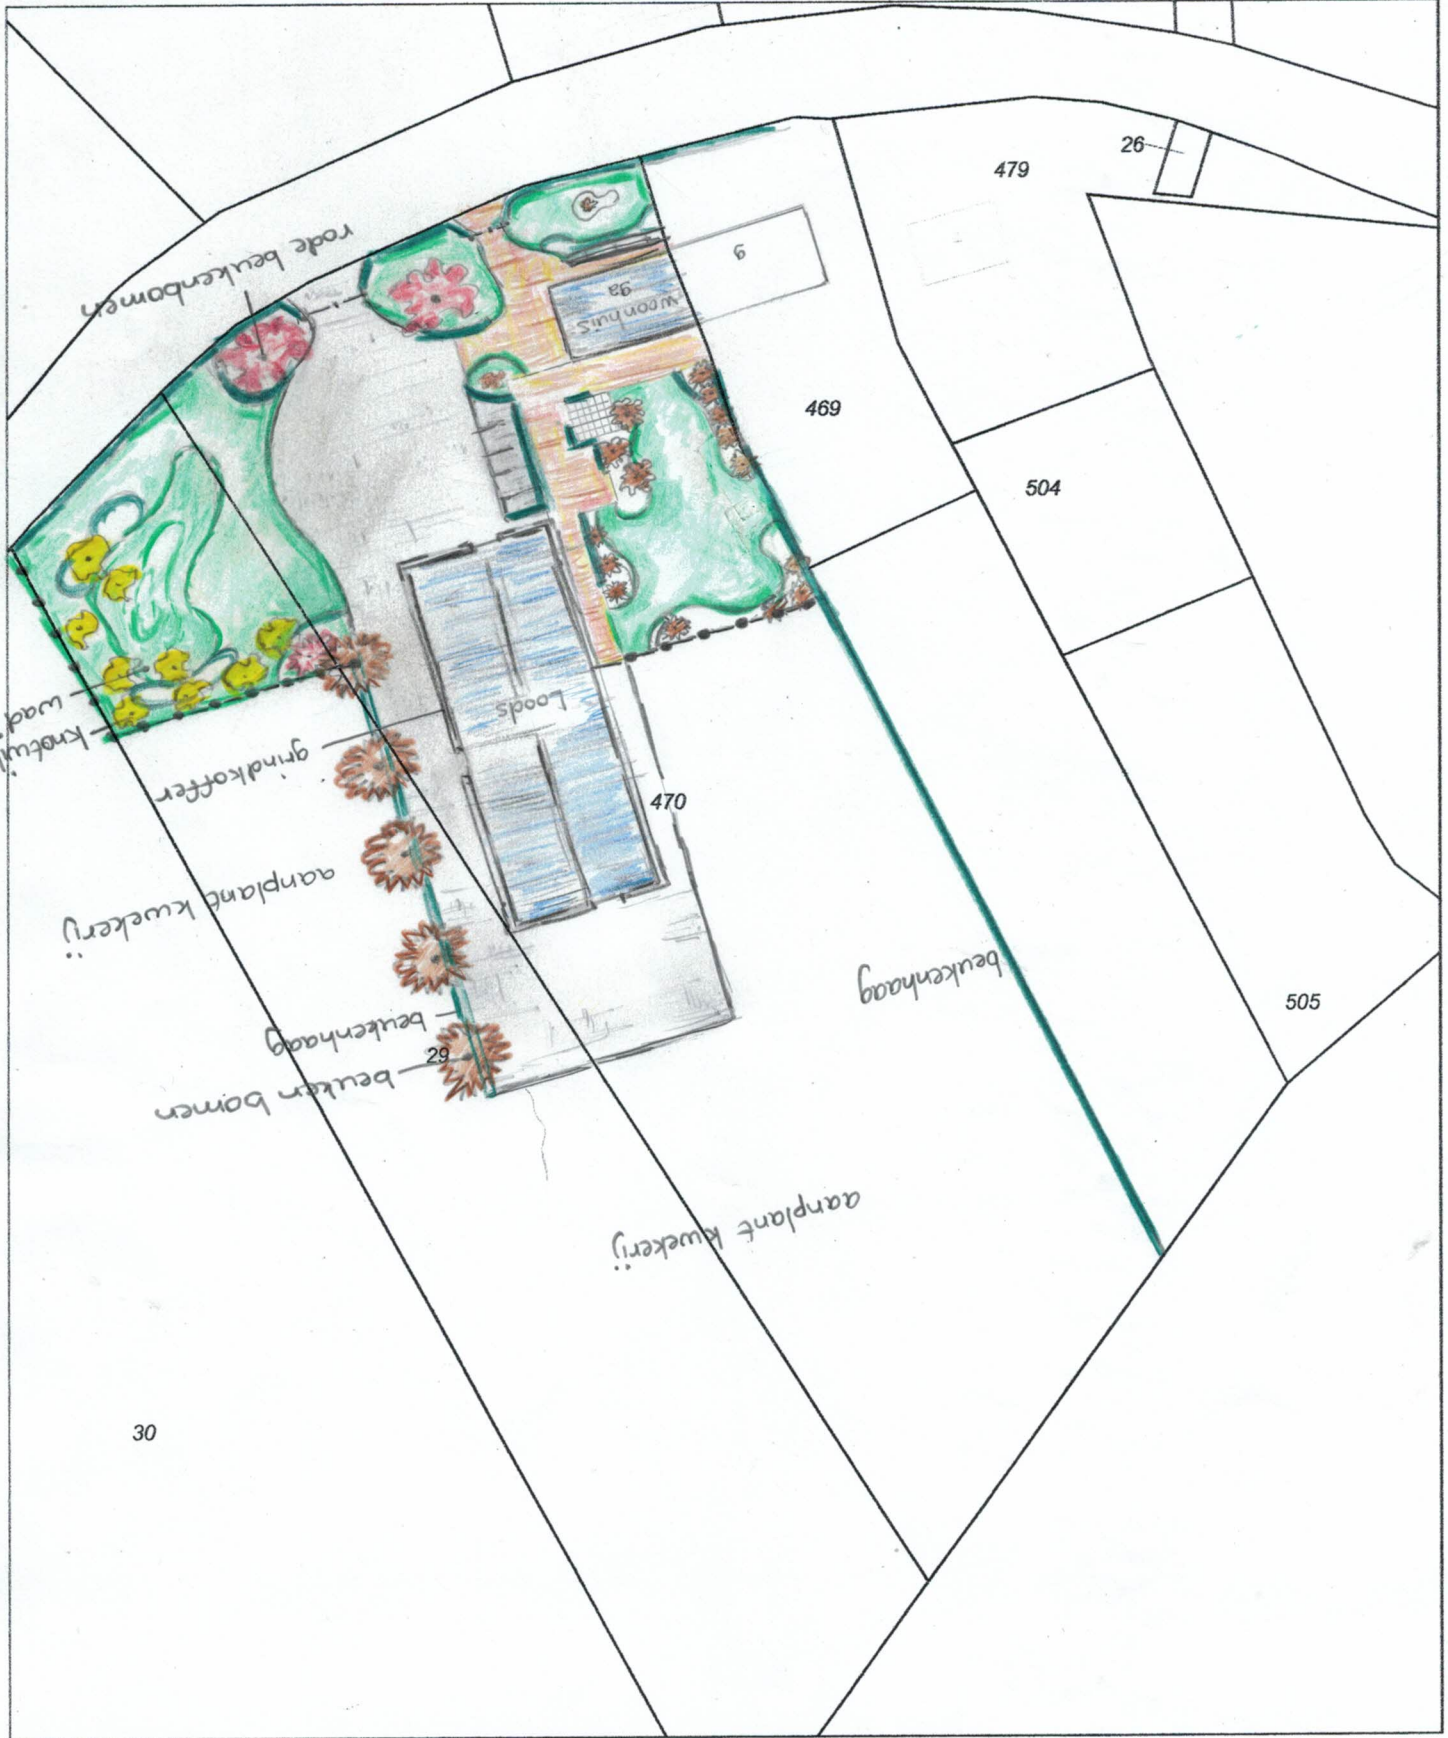 26
479
rode beukenbomen
9
9a
woonhuis
469
504
Loods
grindkoffer
470
aanplant kwekerij
beukenhaag
505
beukenhaag
29
beuken bomen
aanplant kwekerij
30